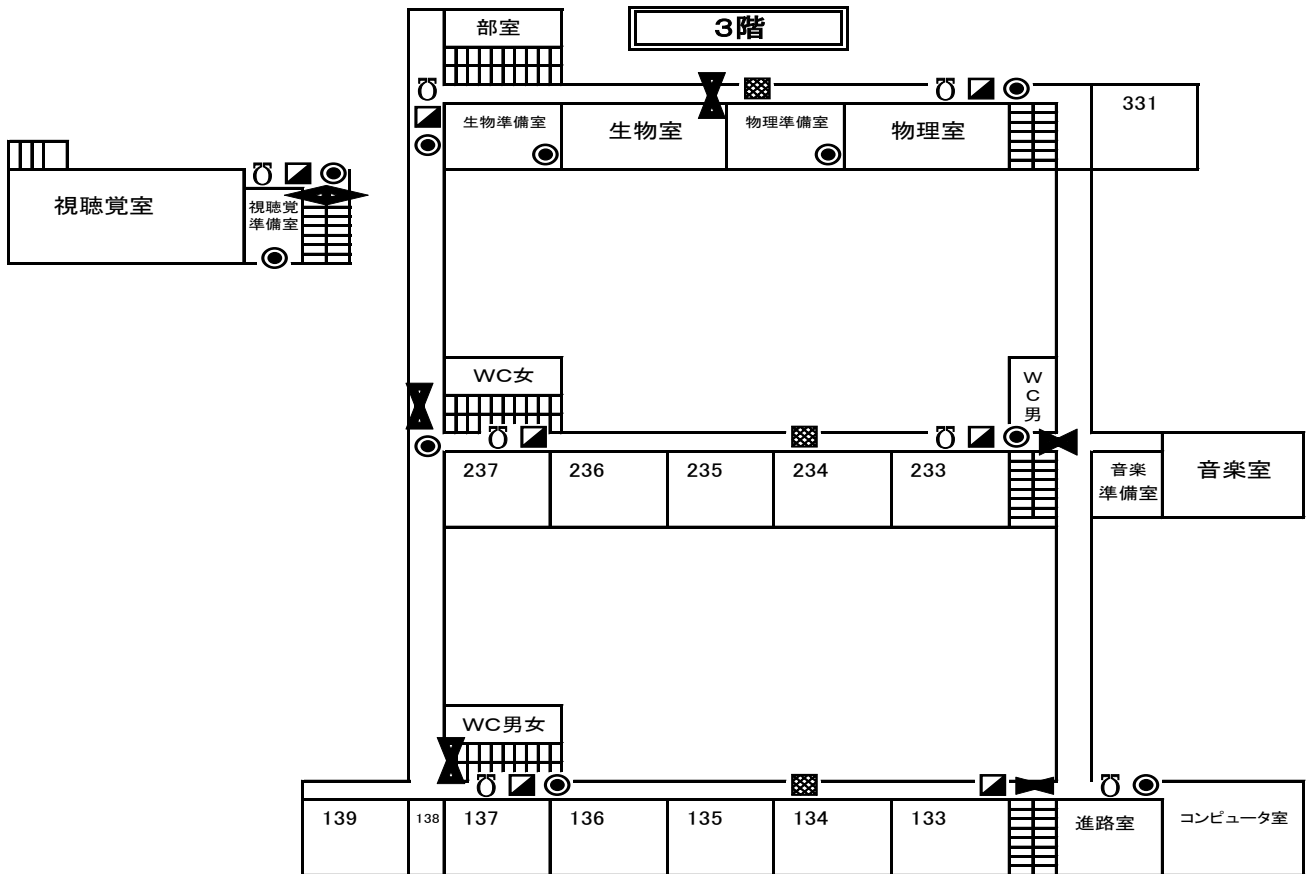 3階
部室
331
生物準備室
生物室
物理準備室
物理室
視聴覚室
視聴覚
準備室
WC女
WC男
237
236
235
234
233
音楽
準備室
音楽室
WC男女
139
138
137
136
135
134
133
進路室
コンピュータ室